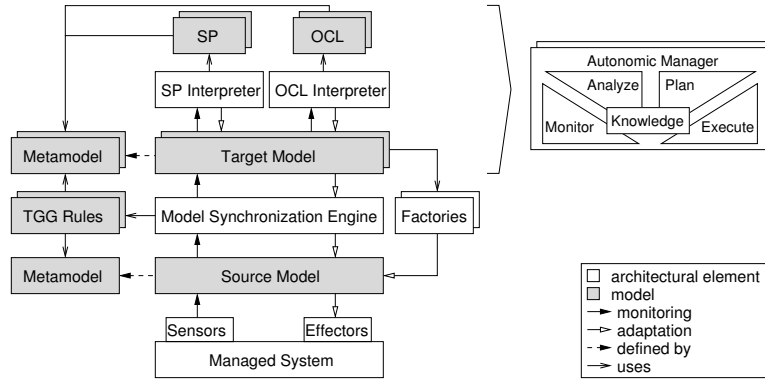 SP
OCL
Autonomic Manager
Analyze
Plan
SP Interpreter
OCL Interpreter
Monitor
Knowledge
Execute
Metamodel
Target Model
TGG Rules
Model Synchronization Engine
Factories
Metamodel
Source Model
Sensors
Effectors
Managed System
architectural element
model
monitoring
adaptation
defined by
uses